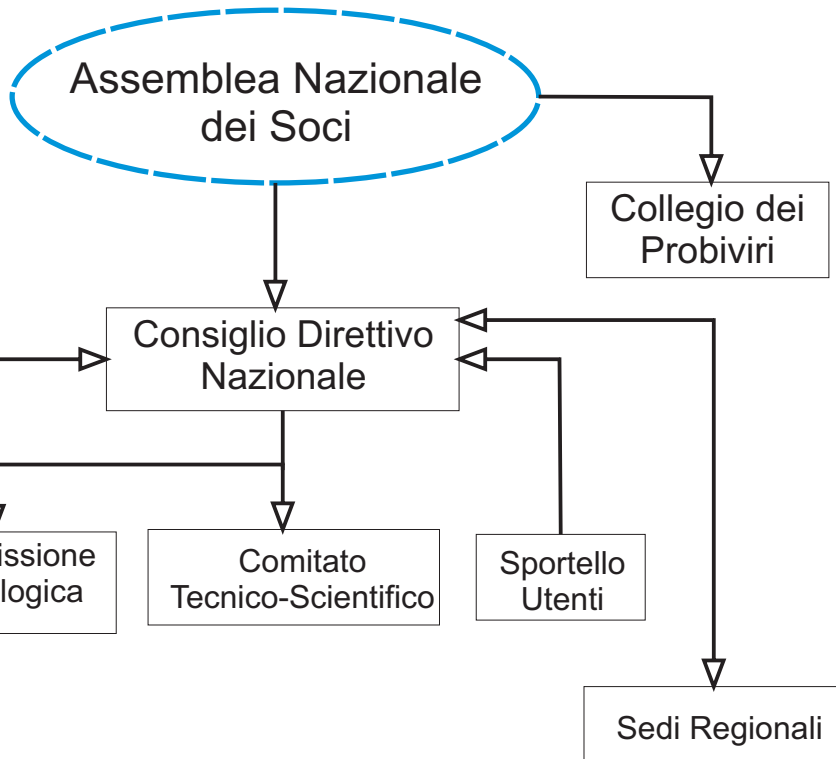 Assemblea Nazionale
dei Soci
Collegio dei
Probiviri
Consiglio Direttivo
Nazionale
Comitato
Tecnico-Scientifico
Sportello
Utenti
Sedi Regionali